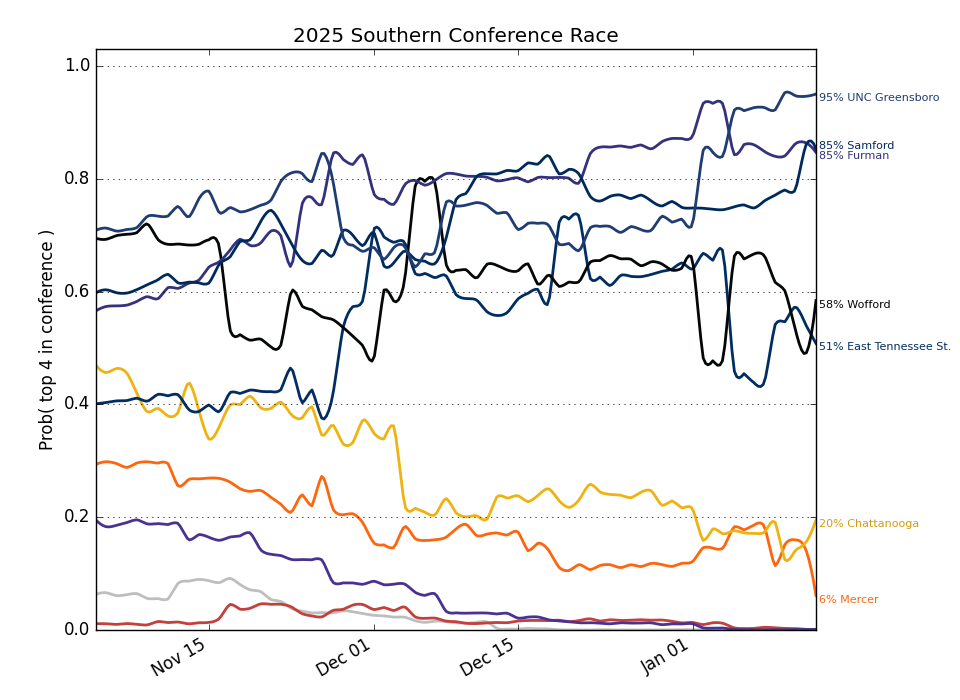 2025 Southern Conference Race
Prob( top 4 in conference )
1.0
0.8
0.6
0.4
0.2
0.0
Nov 15
Dec 01
Dec 15
Jan 01
95% UNC Greensboro
85% Samford
85% Furman
58% Wofford
51% East Tennessee St.
20% Chattanooga
6% Mercer